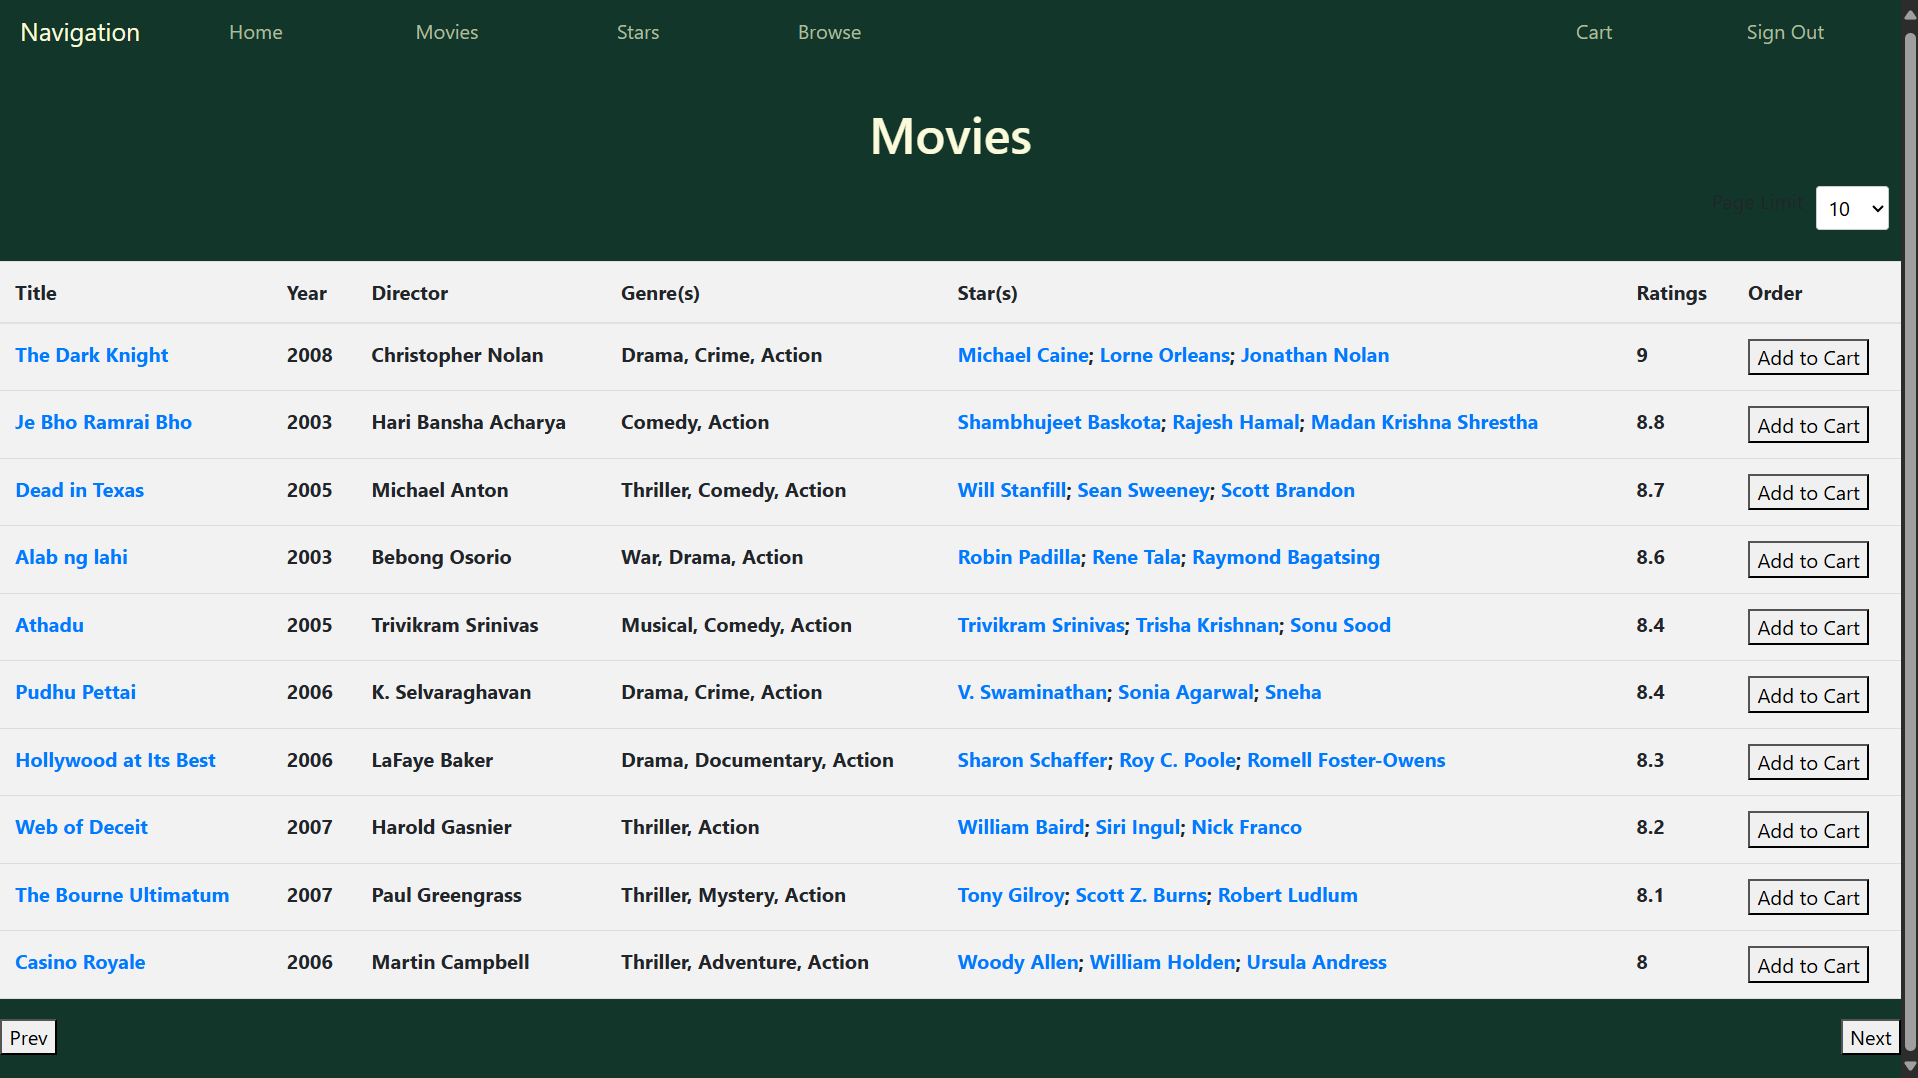 Navigation Home Movies Stars Browse Cart Sign Out
Movies
Page Limit 10
Title Year Director Genre(s) Star(s) Ratings Order
The Dark Knight 2008 Christopher Nolan Drama, Crime, Action Michael Caine; Lorne Orleans; Jonathan Nolan 9 Add to Cart
Je Bho Ramrai Bho 2003 Hari Bansha Acharya Comedy, Action Shambhujeet Baskota; Rajesh Hamal; Madan Krishna Shrestha 8.8 Add to Cart
Dead in Texas 2005 Michael Anton Thriller, Comedy, Action Will Stanfill; Sean Sweeney; Scott Brandon 8.7 Add to Cart
Alab ng lahi 2003 Bebong Osorio War, Drama, Action Robin Padilla; Rene Tala; Raymond Bagatsing 8.6 Add to Cart
Athadu 2005 Trivikram Srinivas Musical, Comedy, Action Trivikram Srinivas; Trisha Krishnan; Sonu Sood 8.4 Add to Cart
Pudhu Pettai 2006 K. Selvaraghavan Drama, Crime, Action V. Swaminathan; Sonia Agarwal; Sneha 8.4 Add to Cart
Hollywood at Its Best 2006 LaFaye Baker Drama, Documentary, Action Sharon Schaffer; Roy C. Poole; Romell Foster-Owens 8.3 Add to Cart
Web of Deceit 2007 Harold Gasnier Thriller, Action William Baird; Siri Ingul; Nick Franco 8.2 Add to Cart
The Bourne Ultimatum 2007 Paul Greengrass Thriller, Mystery, Action Tony Gilroy; Scott Z. Burns; Robert Ludlum 8.1 Add to Cart
Casino Royale 2006 Martin Campbell Thriller, Adventure, Action Woody Allen; William Holden; Ursula Andress 8 Add to Cart
Prev Next